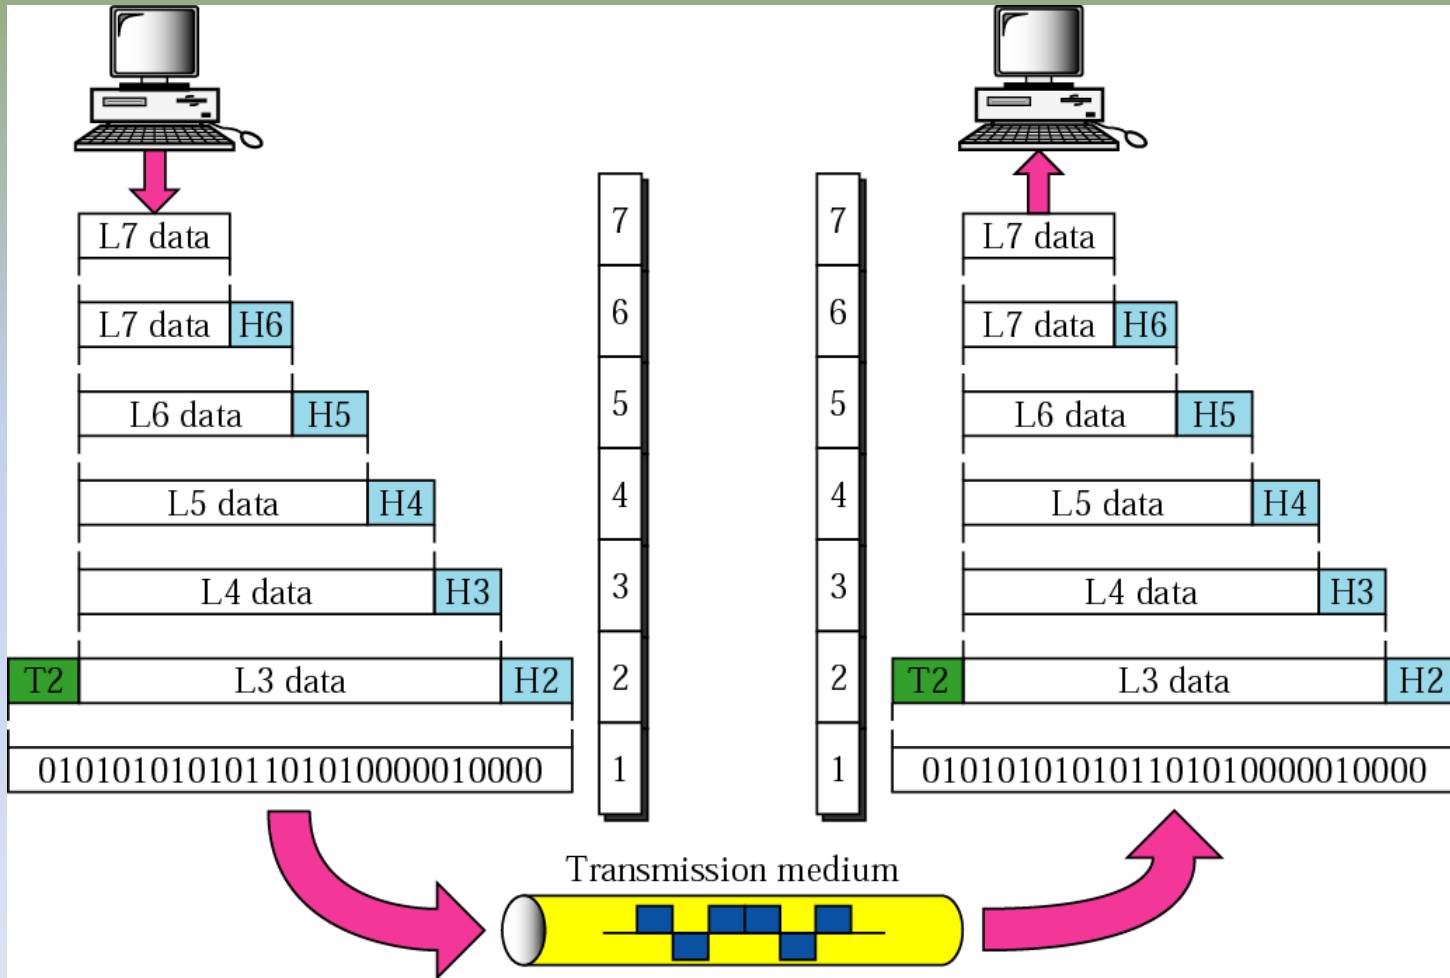 L7 data
L7 data H6
L6 data H5
L5 data H4
L4 data H3
T2 L3 data H2
010101010101101010000010000
7
6
5
4
3
2
1
7
6
5
4
3
2
1
L7 data
L7 data H6
L6 data H5
L5 data H4
L4 data H3
T2 L3 data H2
010101010101101010000010000
Transmission medium